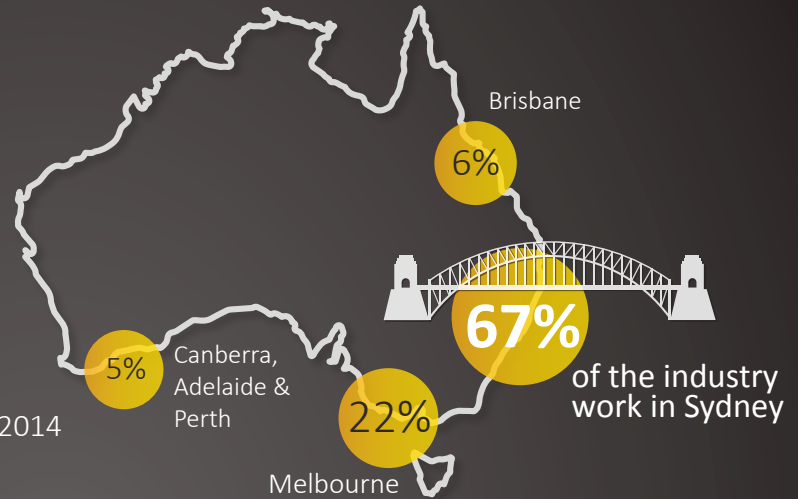 Brisbane
6%
67%
of the industry
work in Sydney
5%
Canberra,
Adelaide &
Perth
2014
22%
Melbourne